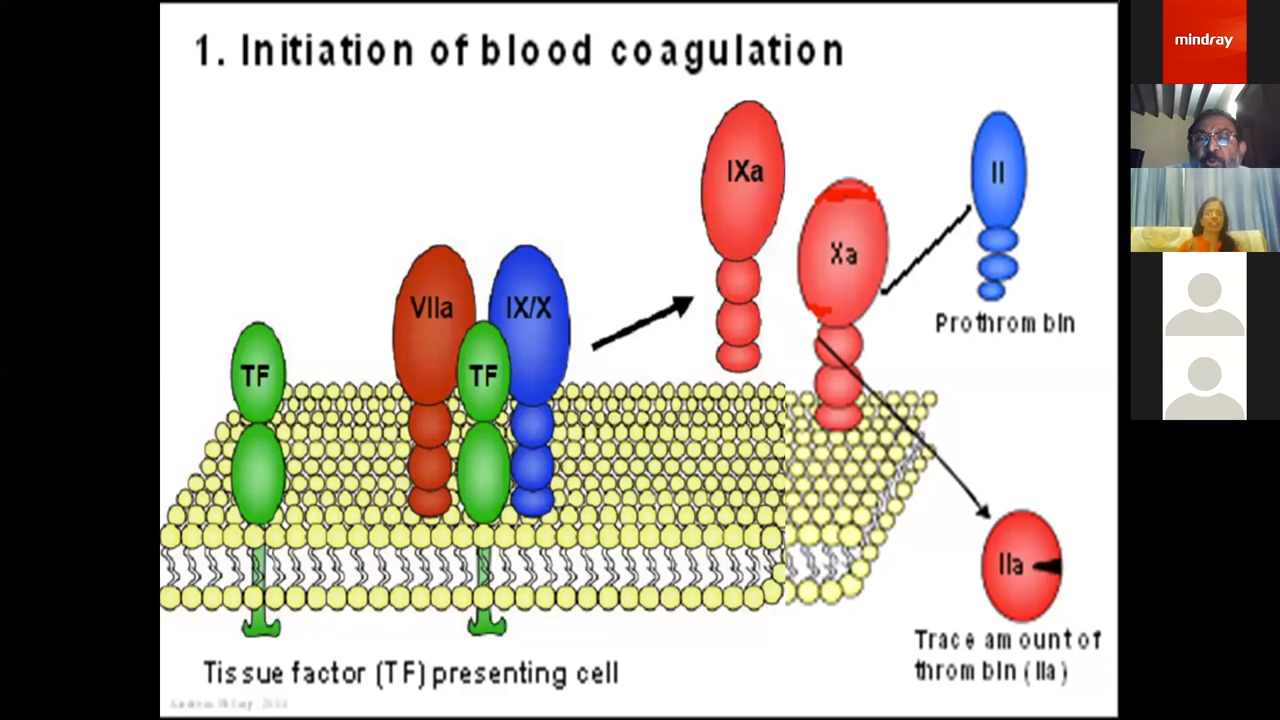 1. Initiation of blood coagulation
mindray
IXa
II
Xa
VIIa
IX/X
Prothrombin
TF
TF
IIa
Trace amount of
thrombin (IIa)
Tissue factor (TF) presenting cell